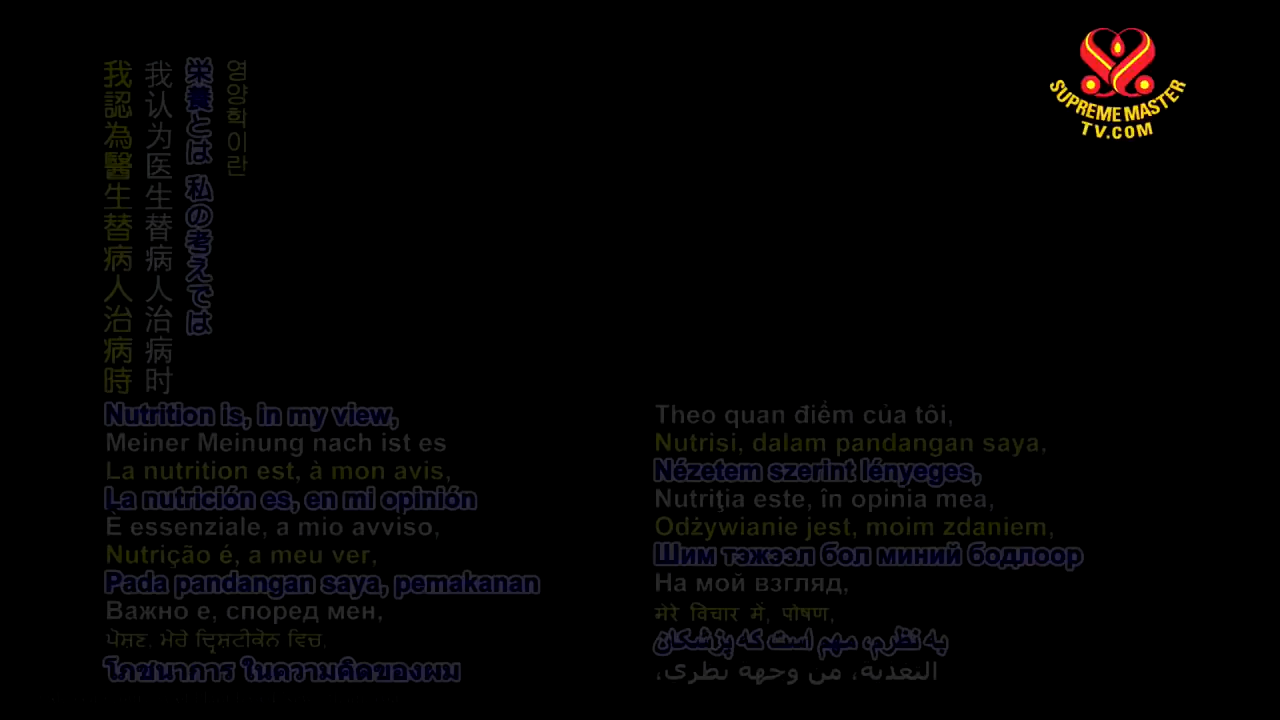 SUPREME MASTER
TV.COM
我認為醫生替病人治病時
我认为医生替病人治病时
栄養とは 私の考えでは
영양학이란
Nutrition is, in my view,
Meiner Meinung nach ist es
La nutrition est, à mon avis,
La nutrición es, en mi opinión
È essenziale, a mio avviso,
Nutrição é, a meu ver,
Pada pandangan saya, pemakanan
Важно е, според мен,
ਪੋਸ਼ਣ, ਮੇਰੇ ਦ੍ਰਿਸ਼ਟੀਕੋਨ ਵਿਚ,
โภชนาการ ในความคิดของผม
Theo quan điểm của tôi,
Nutrisi, dalam pandangan saya,
Nézetem szerint lényeges,
Nutriţia este, în opinia mea,
Odżywianie jest, moim zdaniem,
Шим тэжээл бол миний бодлоор
На мой взгляд,
मेरे विचार में, पोषण,
به نظرم، مهم است که پزشکان
التغذية، من وجهة نظري،